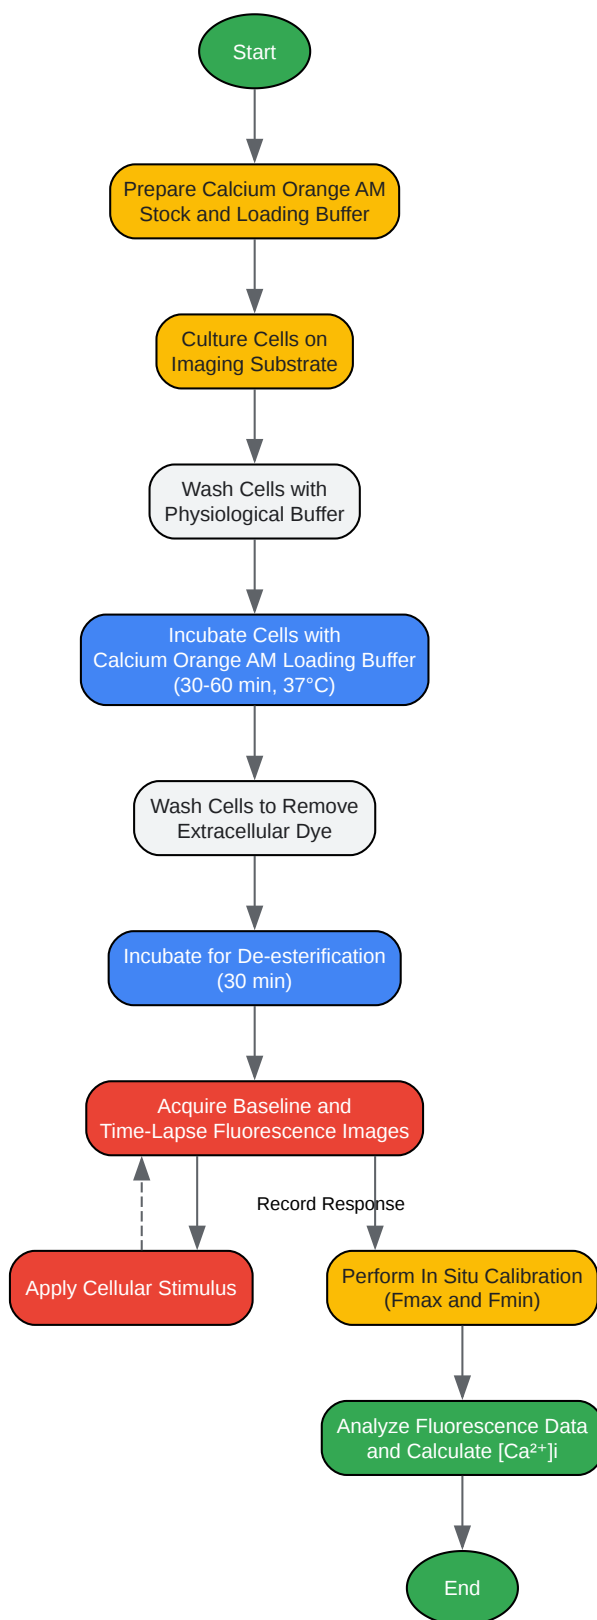 Start
Prepare Calcium Orange AM
Stock and Loading Buffer
Culture Cells on
Imaging Substrate
Wash Cells with
Physiological Buffer
Incubate Cells with
Calcium Orange AM Loading Buffer
(30-60 min, 37°C)
Wash Cells to Remove
Extracellular Dye
Incubate for De-esterification
(30 min)
Acquire Baseline and
Time-Lapse Fluorescence Images
Record Response
Apply Cellular Stimulus
Perform In Situ Calibration
(Fmax and Fmin)
Analyze Fluorescence Data
and Calculate [Ca²⁺]i
End